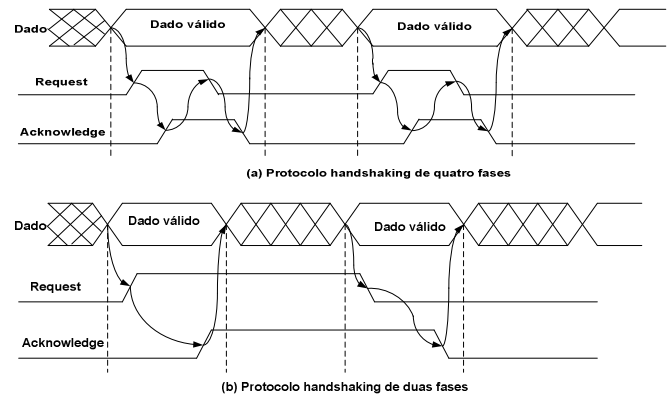 Dado
Dado válido
Dado válido
Request
Acknowledge
(a) Protocolo handshaking de quatro fases
Dado
Dado válido
Dado válido
Request
Acknowledge
(b) Protocolo handshaking de duas fases